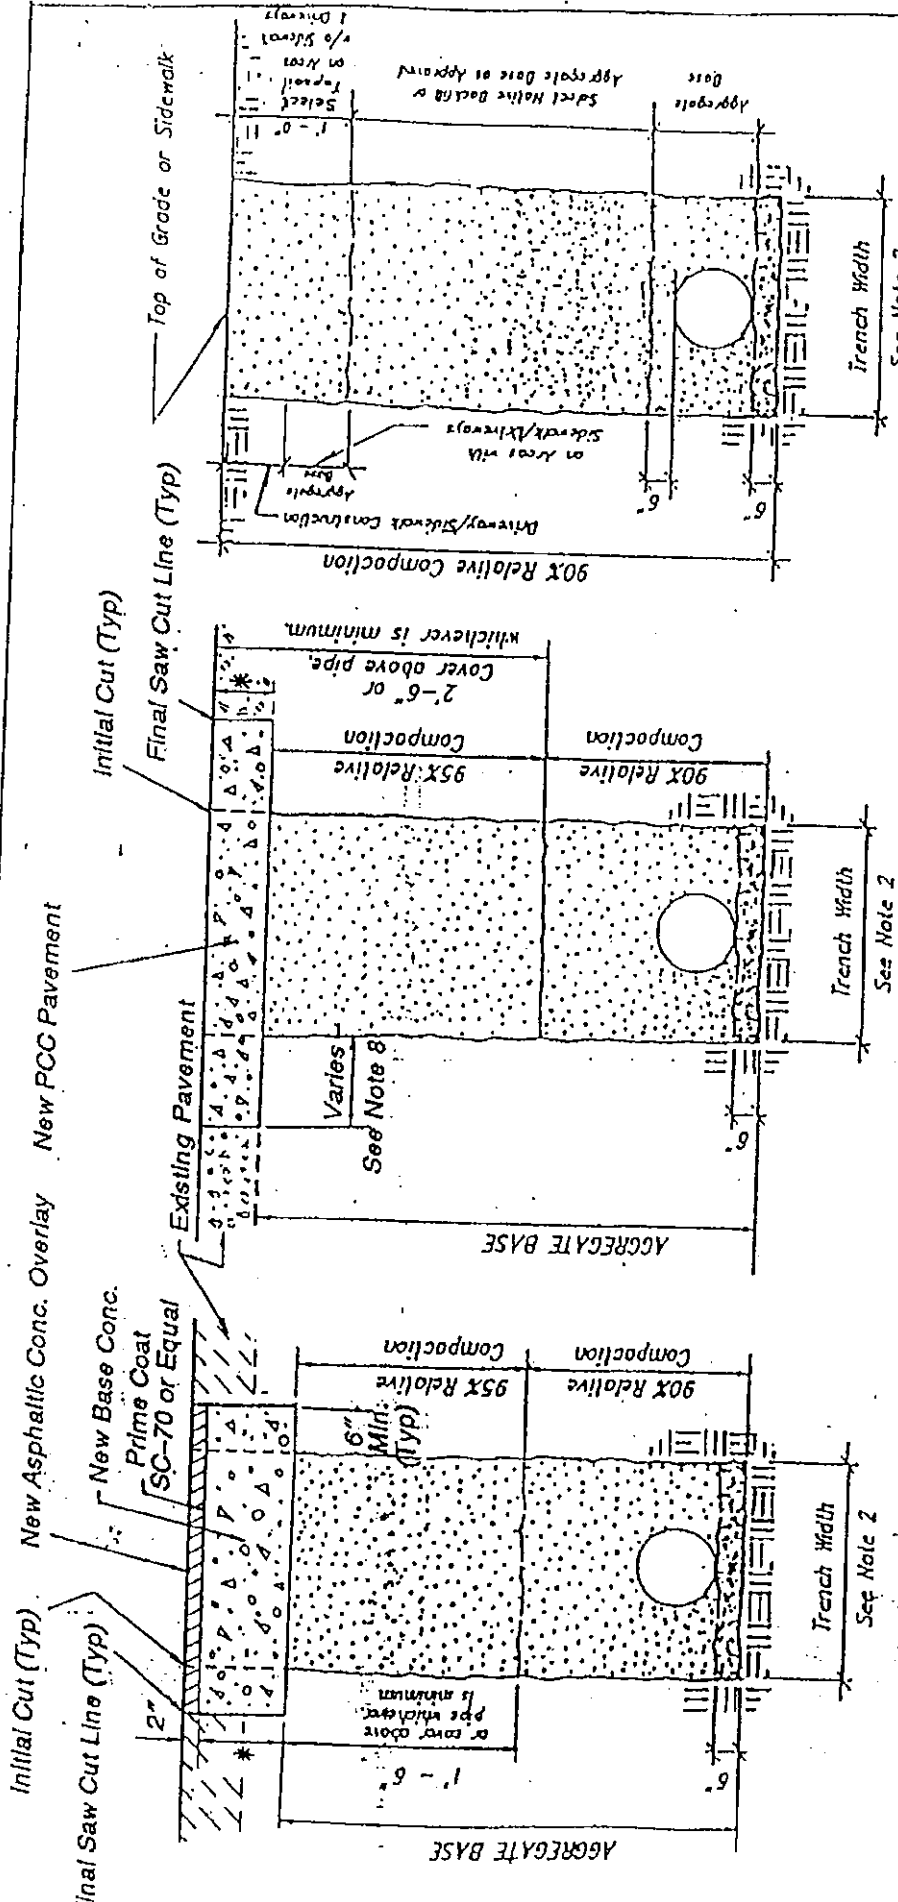 Initial Cut (Typ)
Final Saw Cut Line (Typ)
New Asphaltic Conc. Overlay
New Base Conc.
Prime Coat
SC-70 or Equal
2"
*
6"
Min.
(Typ)
1' - 6"
or cover above
pipe whichever
is minimum
95% Relative
Compaction
90% Relative
Compaction
AGGREGATE BASE
6"
Trench Width
See Note 2
New PCC Pavement
Existing Pavement
Initial Cut (Typ)
Final Saw Cut Line (Typ)
*
Varies
See Note 8
2'-6" or
Cover above pipe,
whichever is minimum.
95% Relative
Compaction
90% Relative
Compaction
AGGREGATE BASE
6"
Trench Width
See Note 2
Top of Grade or Sidewalk
1' - 0"
Select
Topsoil
on Areas
w/o Sidewalk
& Driveways
Select Native Backfill or
Aggregate Base as Approved
Aggregate
Base
Driveway/Sidewalk Construction
Aggregate
Base
on Areas with
Sidewalk/Driveways
90% Relative Compaction
6"
6"
Trench Width
See Note 2